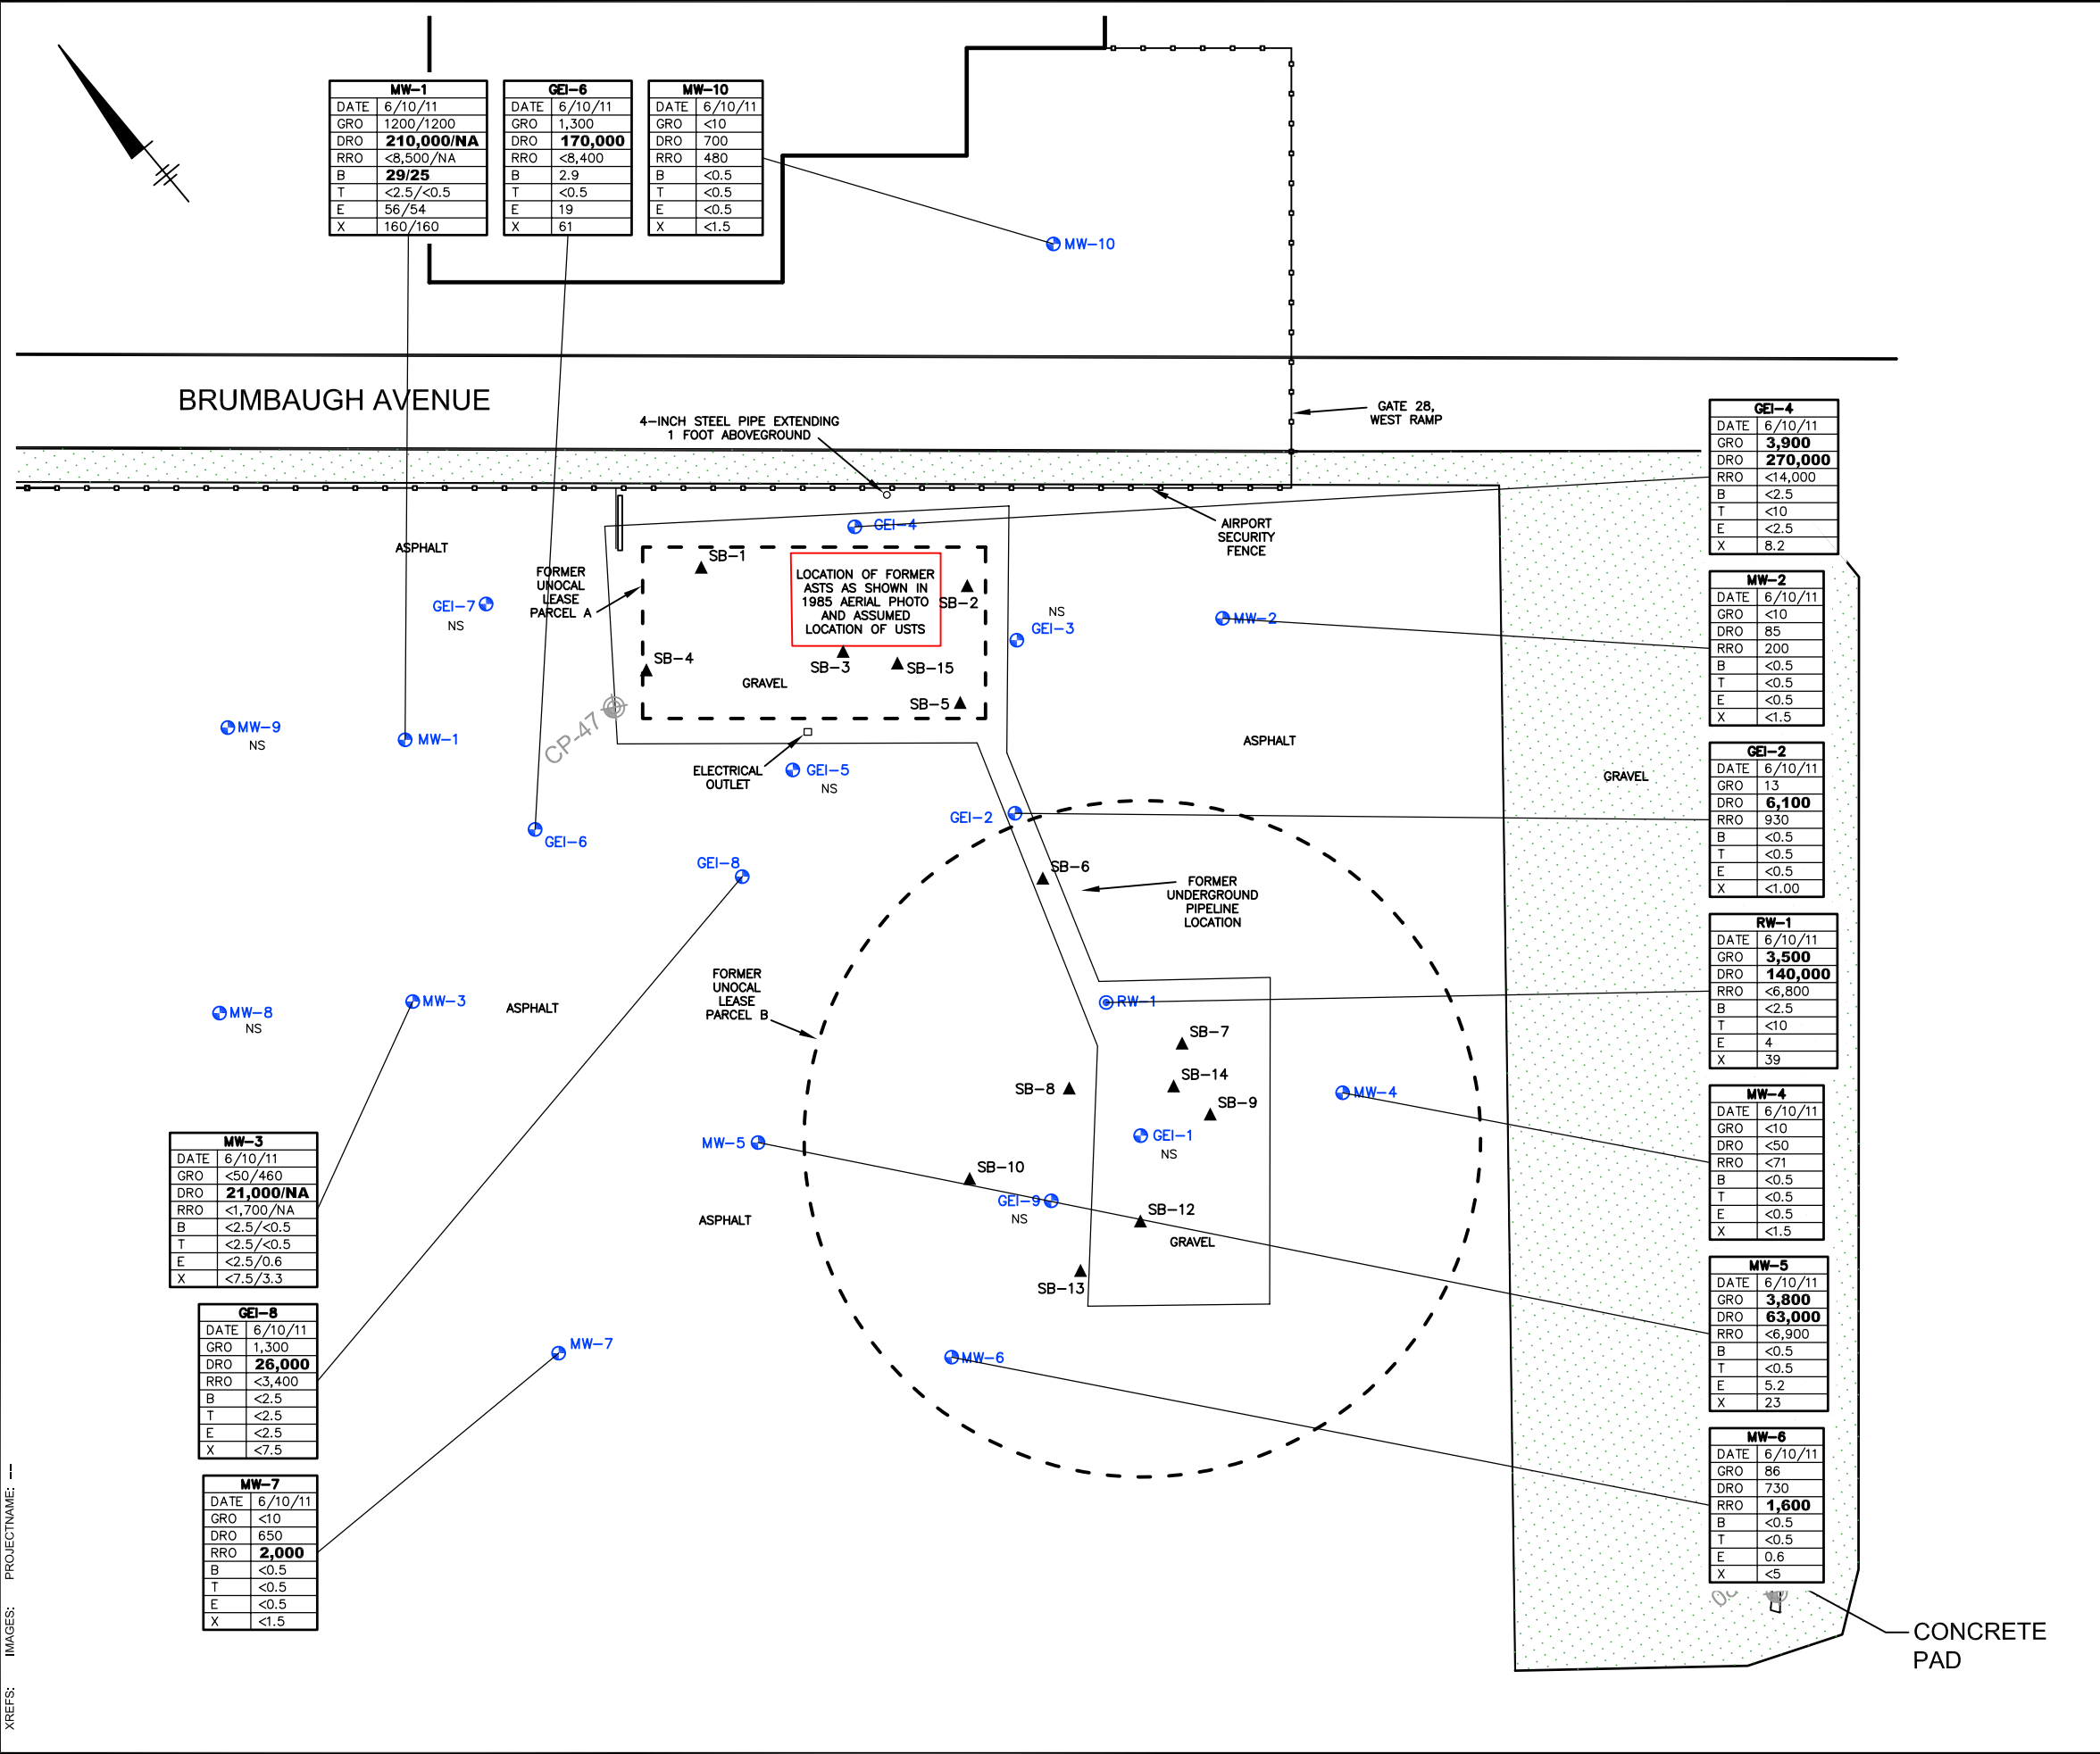 MW-1
DATE 6/10/11
GRO 1200/1200
DRO 210,000/NA
RRO <8,500/NA
B 29/25
T <2.5/<0.5
E 56/54
X 160/160
GEI-6
DATE 6/10/11
GRO 1,300
DRO 170,000
RRO <8,400
B 2.9
T <0.5
E 19
X 61
MW-10
DATE 6/10/11
GRO <10
DRO 700
RRO 480
B <0.5
T <0.5
E <0.5
X <1.5
MW-10
BRUMBAUGH AVENUE
4-INCH STEEL PIPE EXTENDING
1 FOOT ABOVEGROUND
GATE 28,
WEST RAMP
AIRPORT
SECURITY
FENCE
GEI-4
ASPHALT
FORMER
UNOCAL
LEASE
PARCEL A
SB-1
LOCATION OF FORMER
ASTS AS SHOWN IN
1985 AERIAL PHOTO
AND ASSUMED
LOCATION OF USTS
SB-2
GEI-7
NS
NS
GEI-3
MW-2
SB-4
SB-3
SB-15
GRAVEL
SB-5
CP-47
MW-9
NS
MW-1
ASPHALT
ELECTRICAL
OUTLET
GEI-5
NS
GRAVEL
GEI-2
GEI-6
GEI-8
SB-6
FORMER
UNDERGROUND
PIPELINE
LOCATION
FORMER
UNOCAL
LEASE
PARCEL B
MW-8
NS
MW-3
ASPHALT
RW-1
SB-7
SB-14
SB-8
SB-9
MW-4
MW-5
GEI-1
NS
SB-10
GEI-9
NS
SB-12
ASPHALT
GRAVEL
SB-13
MW-7
MW-6
GEI-4
DATE 6/10/11
GRO 3,900
DRO 270,000
RRO <14,000
B <2.5
T <10
E <2.5
X 8.2
MW-2
DATE 6/10/11
GRO <10
DRO 85
RRO 200
B <0.5
T <0.5
E <0.5
X <1.5
GEI-2
DATE 6/10/11
GRO 13
DRO 6,100
RRO 930
B <0.5
T <0.5
E <0.5
X <1.00
RW-1
DATE 6/10/11
GRO 3,500
DRO 140,000
RRO <6,800
B <2.5
T <10
E 4
X 39
MW-4
DATE 6/10/11
GRO <10
DRO <50
RRO <71
B <0.5
T <0.5
E <0.5
X <1.5
MW-5
DATE 6/10/11
GRO 3,800
DRO 63,000
RRO <6,900
B <0.5
T <0.5
E 5.2
X 23
MW-6
DATE 6/10/11
GRO 86
DRO 730
RRO 1,600
B <0.5
T <0.5
E 0.6
X <5
MW-3
DATE 6/10/11
GRO <50/460
DRO 21,000/NA
RRO <1,700/NA
B <2.5/<0.5
T <2.5/<0.5
E <2.5/0.6
X <7.5/3.3
GEI-8
DATE 6/10/11
GRO 1,300
DRO 26,000
RRO <3,400
B <2.5
T <2.5
E <2.5
X <7.5
MW-7
DATE 6/10/11
GRO <10
DRO 650
RRO 2,000
B <0.5
T <0.5
E <0.5
X <1.5
CONCRETE
PAD
XREFS: IMAGES: PROJECTNAME: --